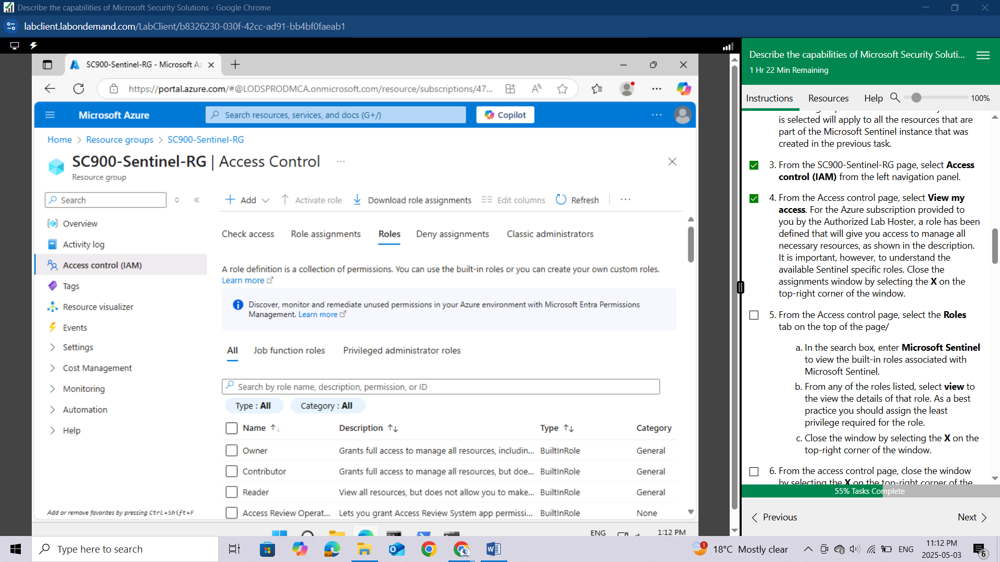 Describe the capabilities of Microsoft Security Solutions - Google Chrome
labclient.labondemand.com/LabClient/b8326230-030f-42cc-ad91-bb4bf0faeab1
SC900-Sentinel-RG - Microsoft Az
https://portal.azure.com/#@LODSPRODMCA.onmicrosoft.com/resource/subscriptions/47...
Microsoft Azure
Search resources, services, and docs (G+/)
Copilot
Home > Resource groups > SC900-Sentinel-RG
SC900-Sentinel-RG | Access Control
Resource group
Search
Overview
Activity log
Access control (IAM)
Tags
Resource visualizer
Events
Settings
Cost Management
Monitoring
Automation
Help
Add or remove favorites by pressing Ctrl+Shift+F
Add
Activate role
Download role assignments
Edit columns
Refresh
Check access
Role assignments
Roles
Deny assignments
Classic administrators
A role definition is a collection of permissions. You can use the built-in roles or you can create your own custom roles.
Learn more
Discover, monitor and remediate unused permissions in your Azure environment with Microsoft Entra Permissions
Management. Learn more
All
Job function roles
Privileged administrator roles
Search by role name, description, permission, or ID
Type : All
Category : All
Name Description Type Category
Owner Grants full access to manage all resources, includin... BuiltInRole General
Contributor Grants full access to manage all resources, but doe... BuiltInRole General
Reader View all resources, but does not allow you to make... BuiltInRole General
Access Review Operat... Lets you grant Access Review System app permissi... BuiltInRole None
ENG
1:12 PM
Describe the capabilities of Microsoft Security Soluti...
1 Hr 22 Min Remaining
Instructions
Resources
Help
100%
is selected will apply to all the resources that are
part of the Microsoft Sentinel instance that was
created in the previous task.
3. From the SC900-Sentinel-RG page, select Access
control (IAM) from the left navigation panel.
4. From the Access control page, select View my
access. For the Azure subscription provided to
you by the Authorized Lab Hoster, a role has been
defined that will give you access to manage all
necessary resources, as shown in the description.
It is important, however, to understand the
available Sentinel specific roles. Close the
assignments window by selecting the X on the
top-right corner of the window.
5. From the Access control page, select the Roles
tab on the top of the page/
a. In the search box, enter Microsoft Sentinel
to view the built-in roles associated with
Microsoft Sentinel.
b. From any of the roles listed, select view to
the view the details of that role. As a best
practice you should assign the least
privilege required for the role.
c. Close the window by selecting the X on the
top-right corner of the window.
6. From the access control page, close the window
by selecting the X on the top-right corner of the
55% Tasks Complete
Previous
Next
Type here to search
1
18°C Mostly clear
ENG
11:12 PM
2025-05-03
6